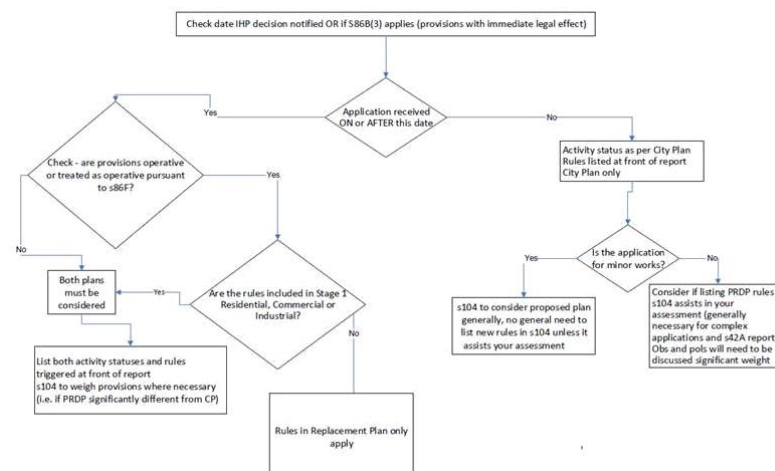 Check date IHP decision notified OR if S86B(3) applies (provisions with immediate legal effect)
Application received
ON or AFTER this date
Yes
No
Check - are provisions operative
or treated as operative pursuant
to s86F?
Yes
No
Activity status as per City Plan
Rules listed at front of report
City Plan only
Is the application
for minor works?
Yes
No
Both plans
must be
considered
Yes
Are the rules included in Stage 1
Residential, Commercial or
Industrial?
No
s104 to consider proposed plan
generally, no general need to
list new rules in s104 unless it
assists your assessment
Consider if listing PRDP rules
s104 assists in your
assessment (generally
necessary for complex
applications and s42A report
Obs and pols will need to be
discussed significant weight
List both activity statuses and rules
triggered at front of report
s104 to weigh provisions where necessary
(i.e. if PRDP significantly different from CP)
Rules in Replacement Plan only
apply